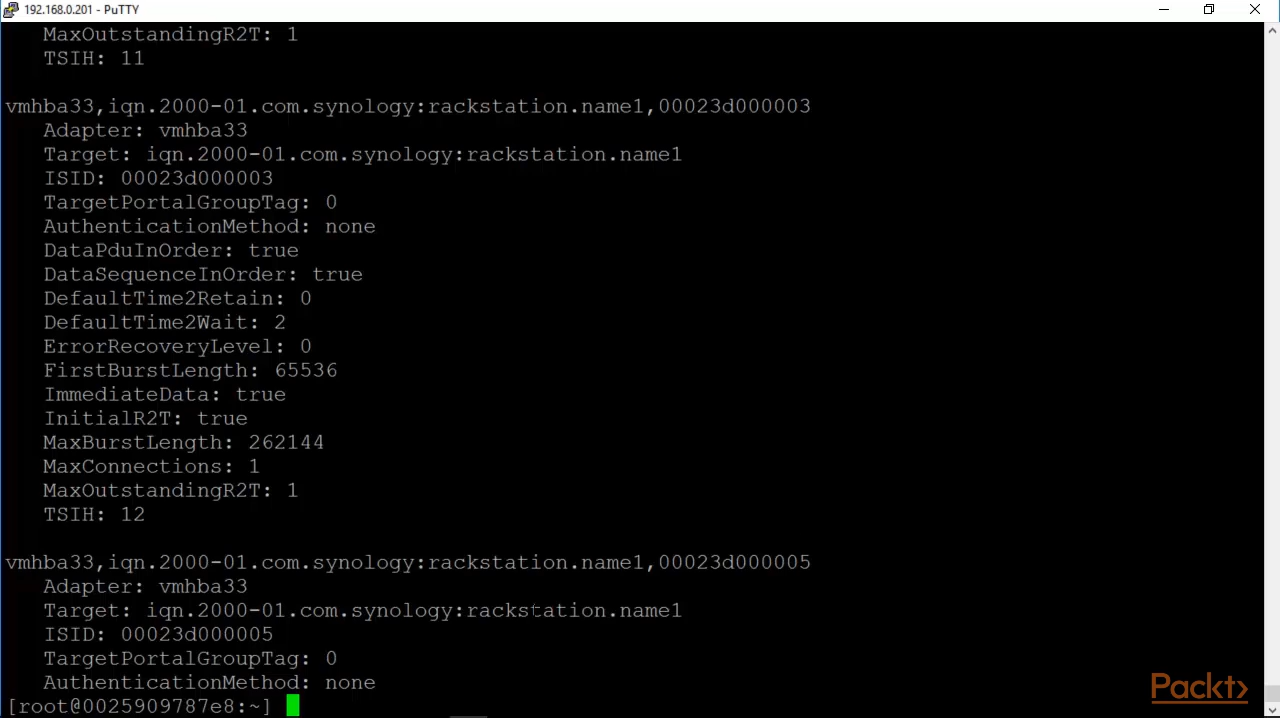 192.168.0.201 - PuTTY
MaxOutstandingR2T: 1
TSIH: 11
vmhba33,iqn.2000-01.com.synology:rackstation.name1,00023d000003
Adapter: vmhba33
Target: iqn.2000-01.com.synology:rackstation.name1
ISID: 00023d000003
TargetPortalGroupTag: 0
AuthenticationMethod: none
DataPduInOrder: true
DataSequenceInOrder: true
DefaultTime2Retain: 0
DefaultTime2Wait: 2
ErrorRecoveryLevel: 0
FirstBurstLength: 65536
ImmediateData: true
InitialR2T: true
MaxBurstLength: 262144
MaxConnections: 1
MaxOutstandingR2T: 1
TSIH: 12
vmhba33,iqn.2000-01.com.synology:rackstation.name1,00023d000005
Adapter: vmhba33
Target: iqn.2000-01.com.synology:rackstation.name1
ISID: 00023d000005
TargetPortalGroupTag: 0
AuthenticationMethod: none
[root@0025909787e8:~]
Packt>